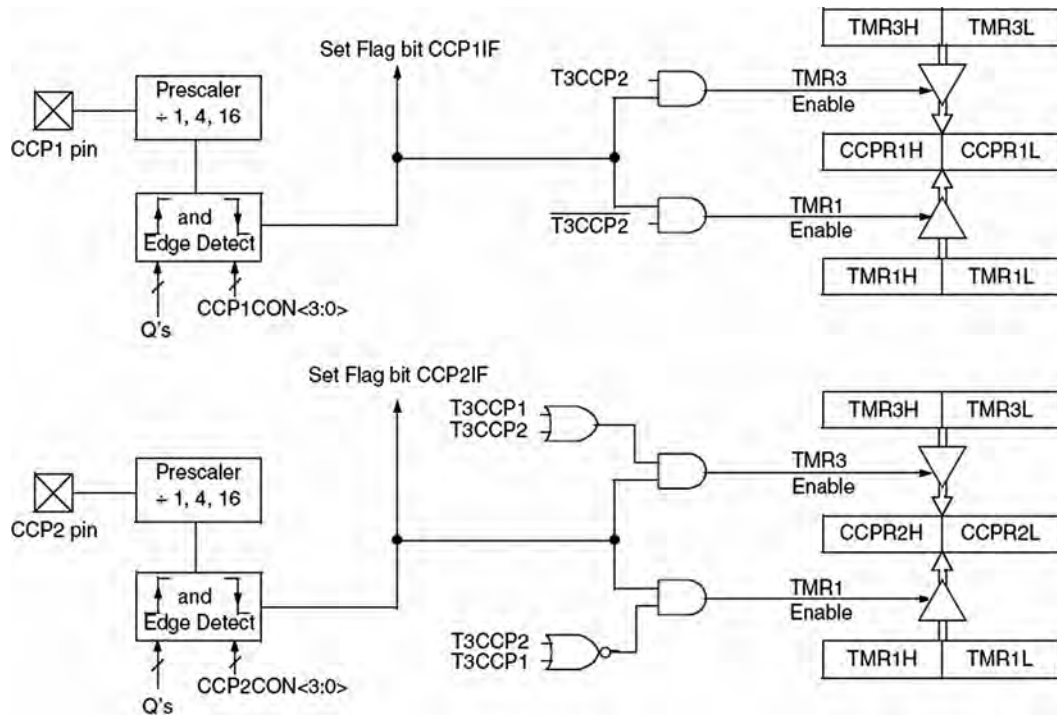 Set Flag bit CCP1IF
Prescaler
÷ 1, 4, 16
CCP1 pin
and
Edge Detect
Q's
CCP1CON<3:0>
T3CCP2
T3CCP2
TMR3
Enable
TMR1
Enable
TMR3H TMR3L
CCPR1H CCPR1L
TMR1H TMR1L
Set Flag bit CCP2IF
Prescaler
÷ 1, 4, 16
CCP2 pin
and
Edge Detect
Q's
CCP2CON<3:0>
T3CCP1
T3CCP2
T3CCP2
T3CCP1
TMR3
Enable
TMR1
Enable
TMR3H TMR3L
CCPR2H CCPR2L
TMR1H TMR1L